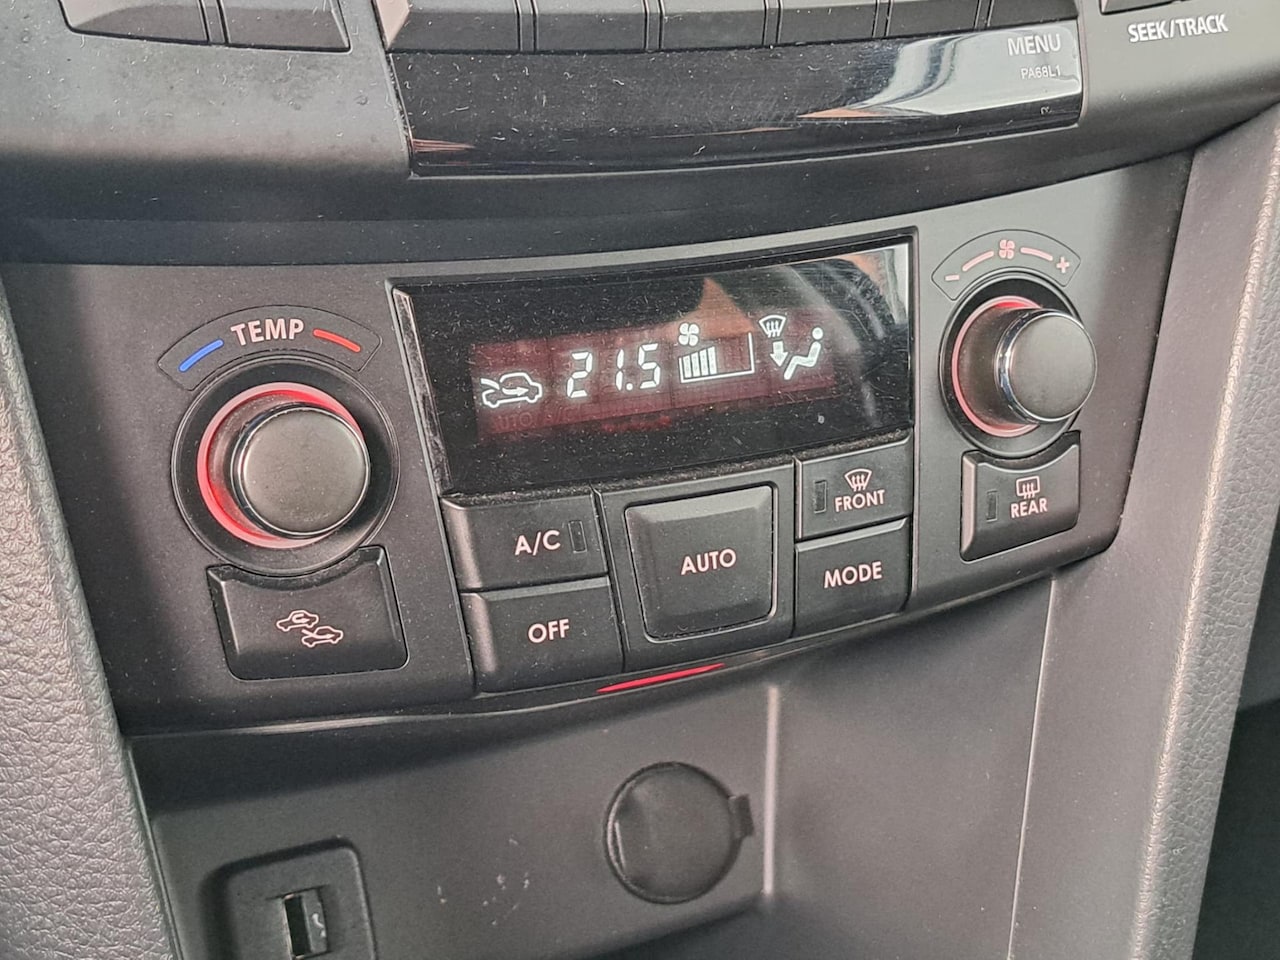 SEEK/TRACK
MENU
PA68L1
- +
TEMP
21.5
A/C
AUTO
FRONT
REAR
OFF
MODE